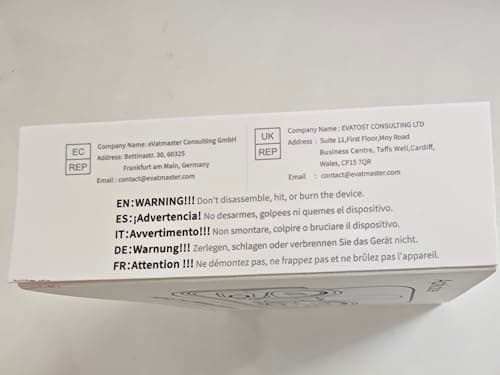 EC
REP
Company Name: eVatmaster Consulting GmbH
Address: Bettinastr. 30, 60325
Frankfurt am Main, Germany
Email : contact@evatmaster.com
UK
REP
Company Name : EVATOST CONSULTING LTD
Address : Suite 11,First Floor,Moy Road
Business Centre, Taffs Well,Cardiff,
Wales, CF15 7QR
Email : contact@evatmaster.com
EN:WARNING!!! Don't disassemble, hit, or burn the device.
ES:¡Advertencia! No desarmes, golpees ni quemes el dispositivo.
IT:Avvertimento!!! Non smontare, colpire o bruciare il dispositivo.
DE:Warnung!!! Zerlegen, schlagen oder verbrennen Sie das Gerät nicht.
FR:Attention !!! Ne démontez pas, ne frappez et ne brûlez pas l'appareil.